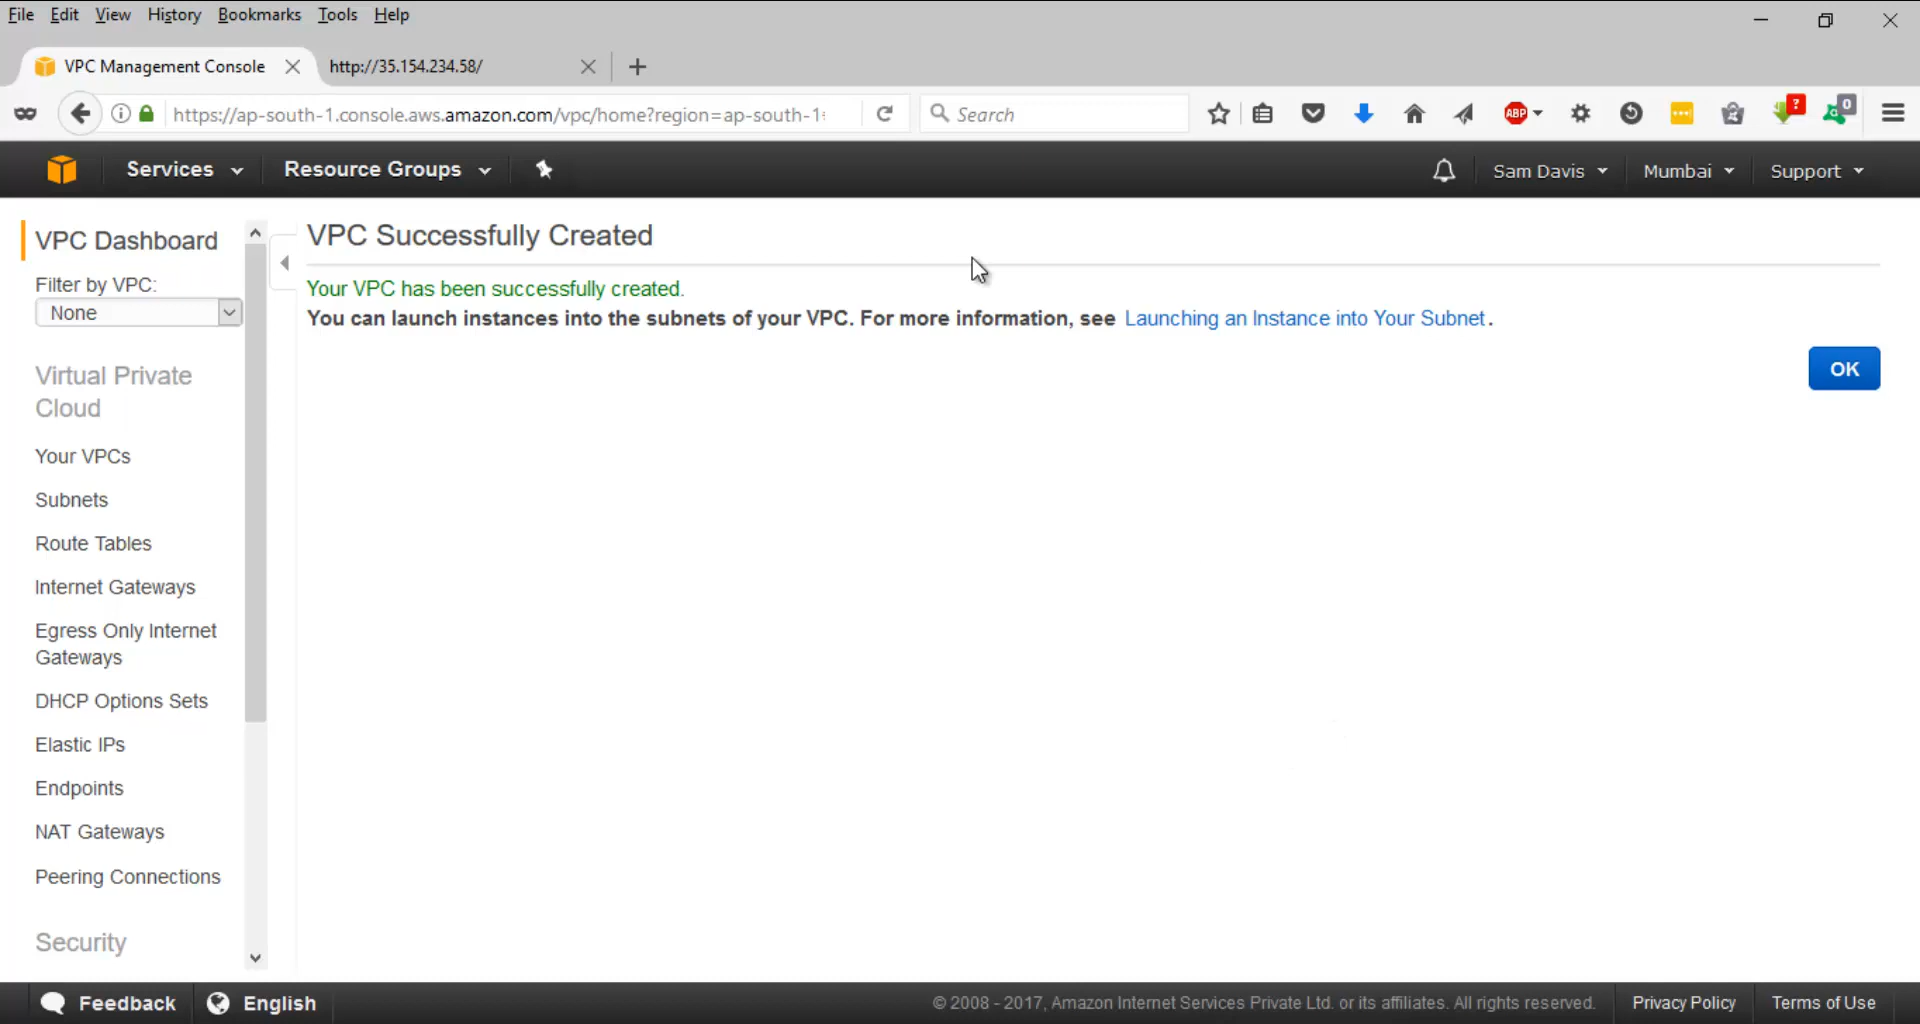 File Edit View History Bookmarks Tools Help
VPC Management Console
http://35.154.234.58/
https://ap-south-1.console.aws.amazon.com/vpc/home?region=ap-south-1
Search
ABP
?
0
Services
Resource Groups
Sam Davis
Mumbai
Support
VPC Dashboard
Filter by VPC:
None
Virtual Private
Cloud
Your VPCs
Subnets
Route Tables
Internet Gateways
Egress Only Internet
Gateways
DHCP Options Sets
Elastic IPs
Endpoints
NAT Gateways
Peering Connections
Security
VPC Successfully Created
Your VPC has been successfully created.
You can launch instances into the subnets of your VPC. For more information, see Launching an Instance into Your Subnet.
OK
Feedback
English
© 2008 - 2017, Amazon Internet Services Private Ltd. or its affiliates. All rights reserved.
Privacy Policy
Terms of Use